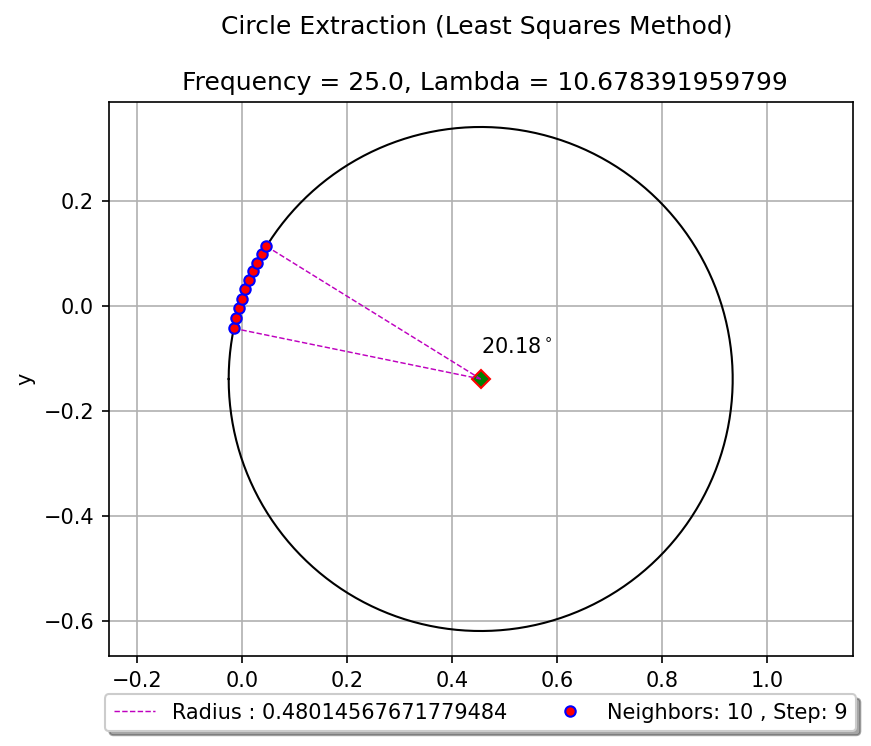 Circle Extraction (Least Squares Method)
Frequency = 25.0, Lambda = 10.678391959799
0.2
0.0
−0.2
−0.4
−0.6
y
20.18°
−0.2 0.0 0.2 0.4 0.6 0.8 1.0
Radius : 0.48014567671779484 Neighbors: 10 , Step: 9